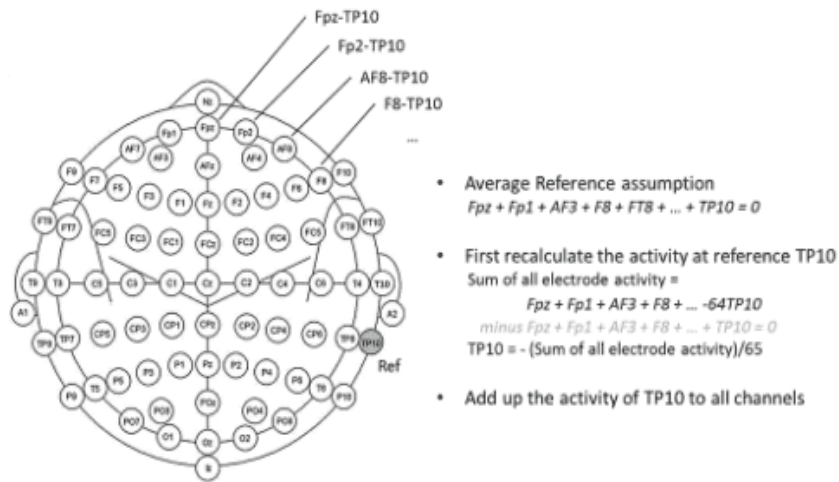 Fpz-TP10
Fp2-TP10
AF8-TP10
F8-TP10
...
Nz
Fp1 Fpz Fp2
AF7 AF8
AF3 AF4
AFz
F9 F10
F7 F8
F5 F6
F3 F4
F1 Fz F2
FT9 FT10
FT7 FT8
FC5 FC5
FC3 FC1 FCz FC2 FC4
T9 T3 C5 C3 C1 Cz C2 C4 C6 T4
A1 A2
CP5 CP3 CP1 CPz CP2 CP4 CP6
TP9 TP7 TP8 TP10
Ref
T5 P5 P3 P1 Pz P2 P4 P6 T6
P9 P10
PO7 POz PO4 PO8
O1 Oz O2
Iz
• Average Reference assumption
Fpz + Fp1 + AF3 + F8 + FT8 + ... + TP10 = 0
• First recalculate the activity at reference TP10
Sum of all electrode activity =
Fpz + Fp1 + AF3 + F8 + ... -64TP10
minus Fpz + Fp1 + AF3 + F8 + ... + TP10 = 0
TP10 = - (Sum of all electrode activity)/65
• Add up the activity of TP10 to all channels